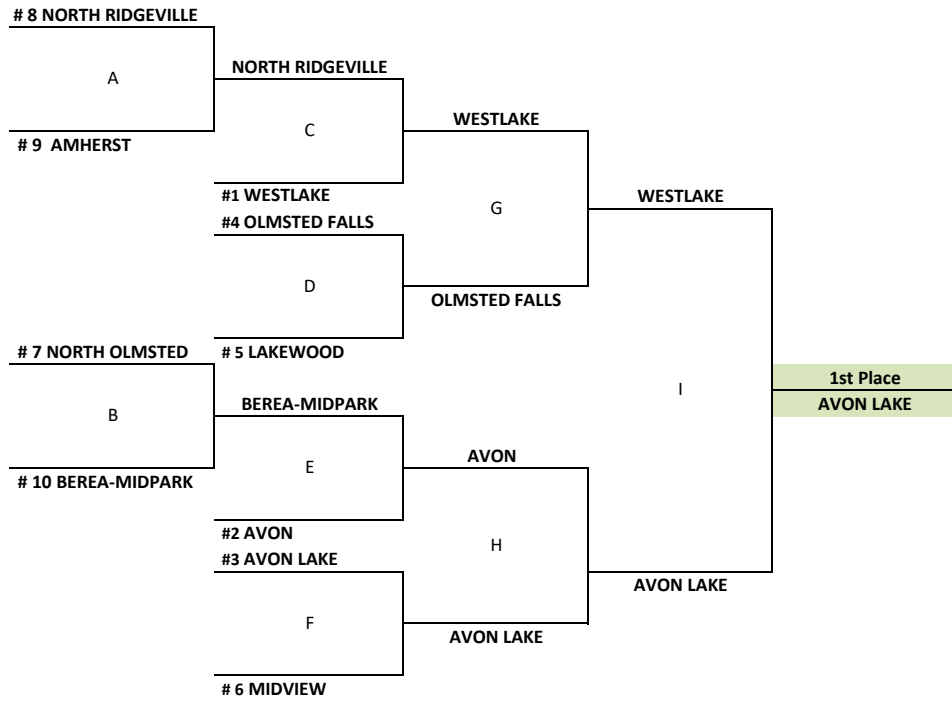 # 8 NORTH RIDGEVILLE
A
NORTH RIDGEVILLE
# 9  AMHERST
C
WESTLAKE
#1 WESTLAKE
G
WESTLAKE
#4 OLMSTED FALLS
D
OLMSTED FALLS
# 5 LAKEWOOD
# 7 NORTH OLMSTED
B
BEREA-MIDPARK
# 10 BEREA-MIDPARK
E
AVON
#2 AVON
H
#3 AVON LAKE
F
AVON LAKE
# 6 MIDVIEW
AVON LAKE
I
1st Place
AVON LAKE